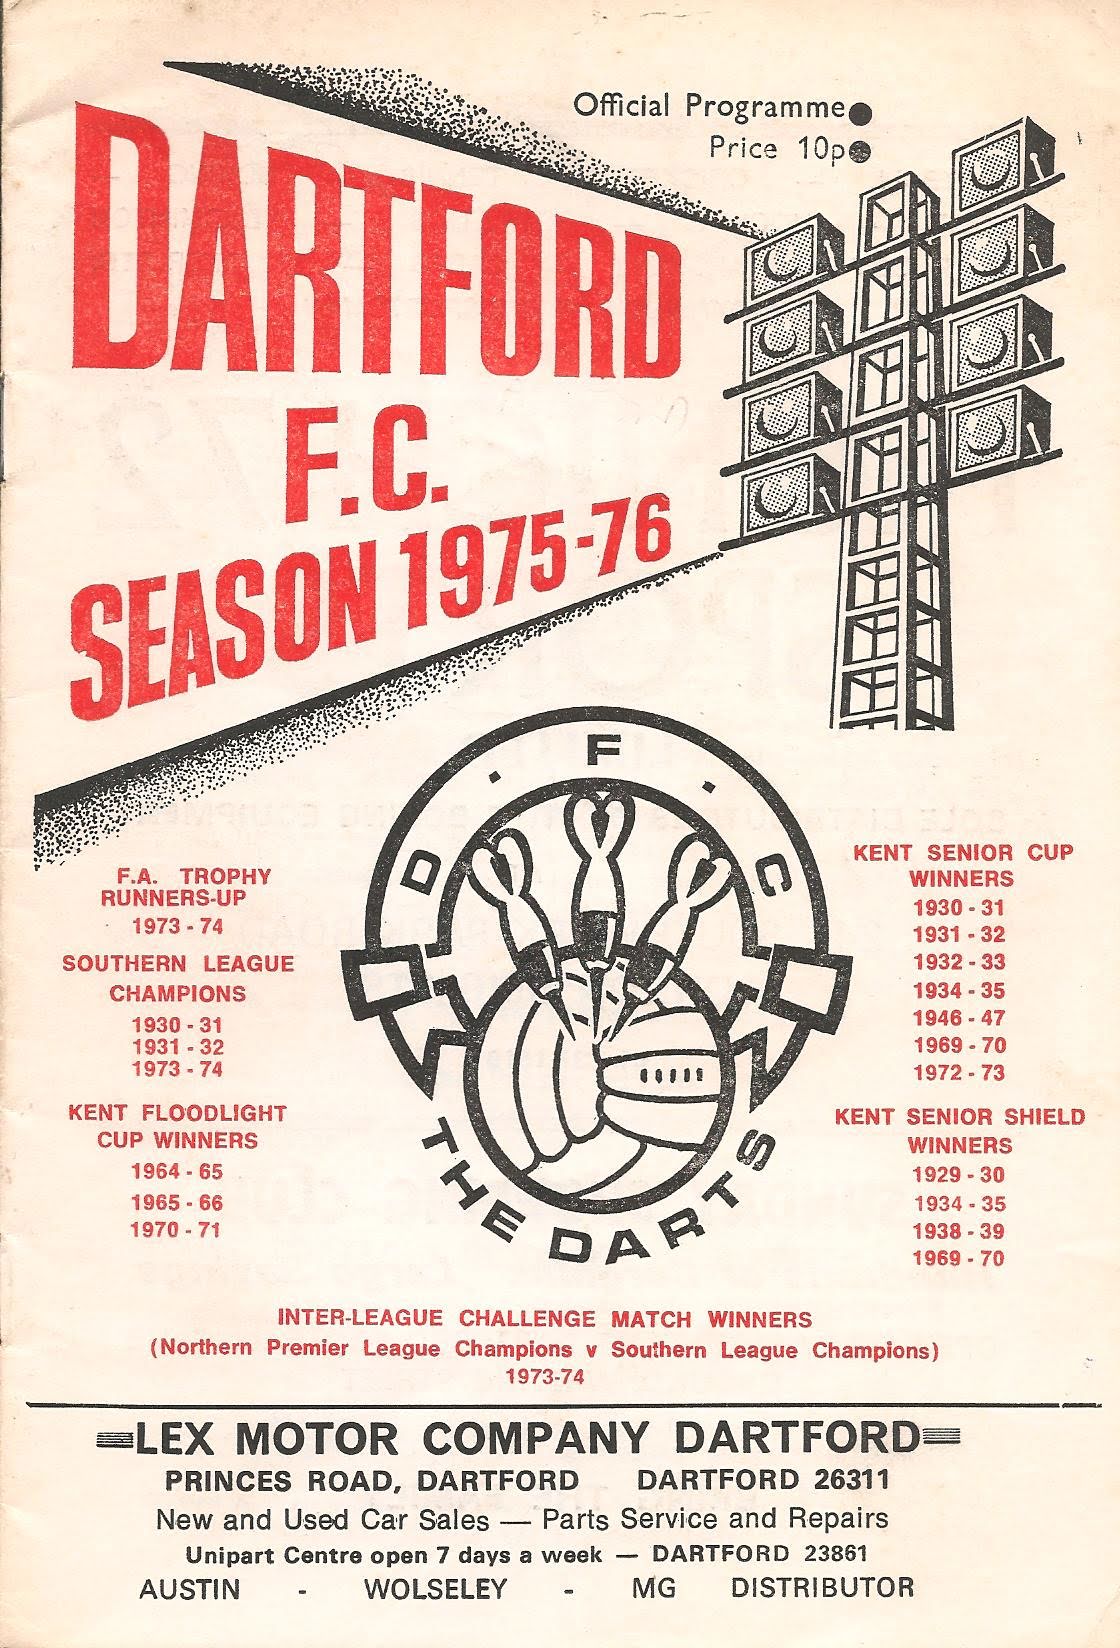 Official Programme
Price 10p
DARTFORD
F.C.
SEASON 1975-76
D . F . C
THE DARTS
F.A. TROPHY
RUNNERS-UP
1973 - 74
SOUTHERN LEAGUE
CHAMPIONS
1930 - 31
1931 - 32
1973 - 74
KENT FLOODLIGHT
CUP WINNERS
1964 - 65
1965 - 66
1970 - 71
KENT SENIOR CUP
WINNERS
1930 - 31
1931 - 32
1932 - 33
1934 - 35
1946 - 47
1969 - 70
1972 - 73
KENT SENIOR SHIELD
WINNERS
1929 - 30
1934 - 35
1938 - 39
1969 - 70
INTER-LEAGUE CHALLENGE MATCH WINNERS
(Northern Premier League Champions v Southern League Champions)
1973-74
LEX MOTOR COMPANY DARTFORD
PRINCES ROAD, DARTFORD DARTFORD 26311
New and Used Car Sales — Parts Service and Repairs
Unipart Centre open 7 days a week — DARTFORD 23861
AUSTIN - WOLSELEY - MG DISTRIBUTOR